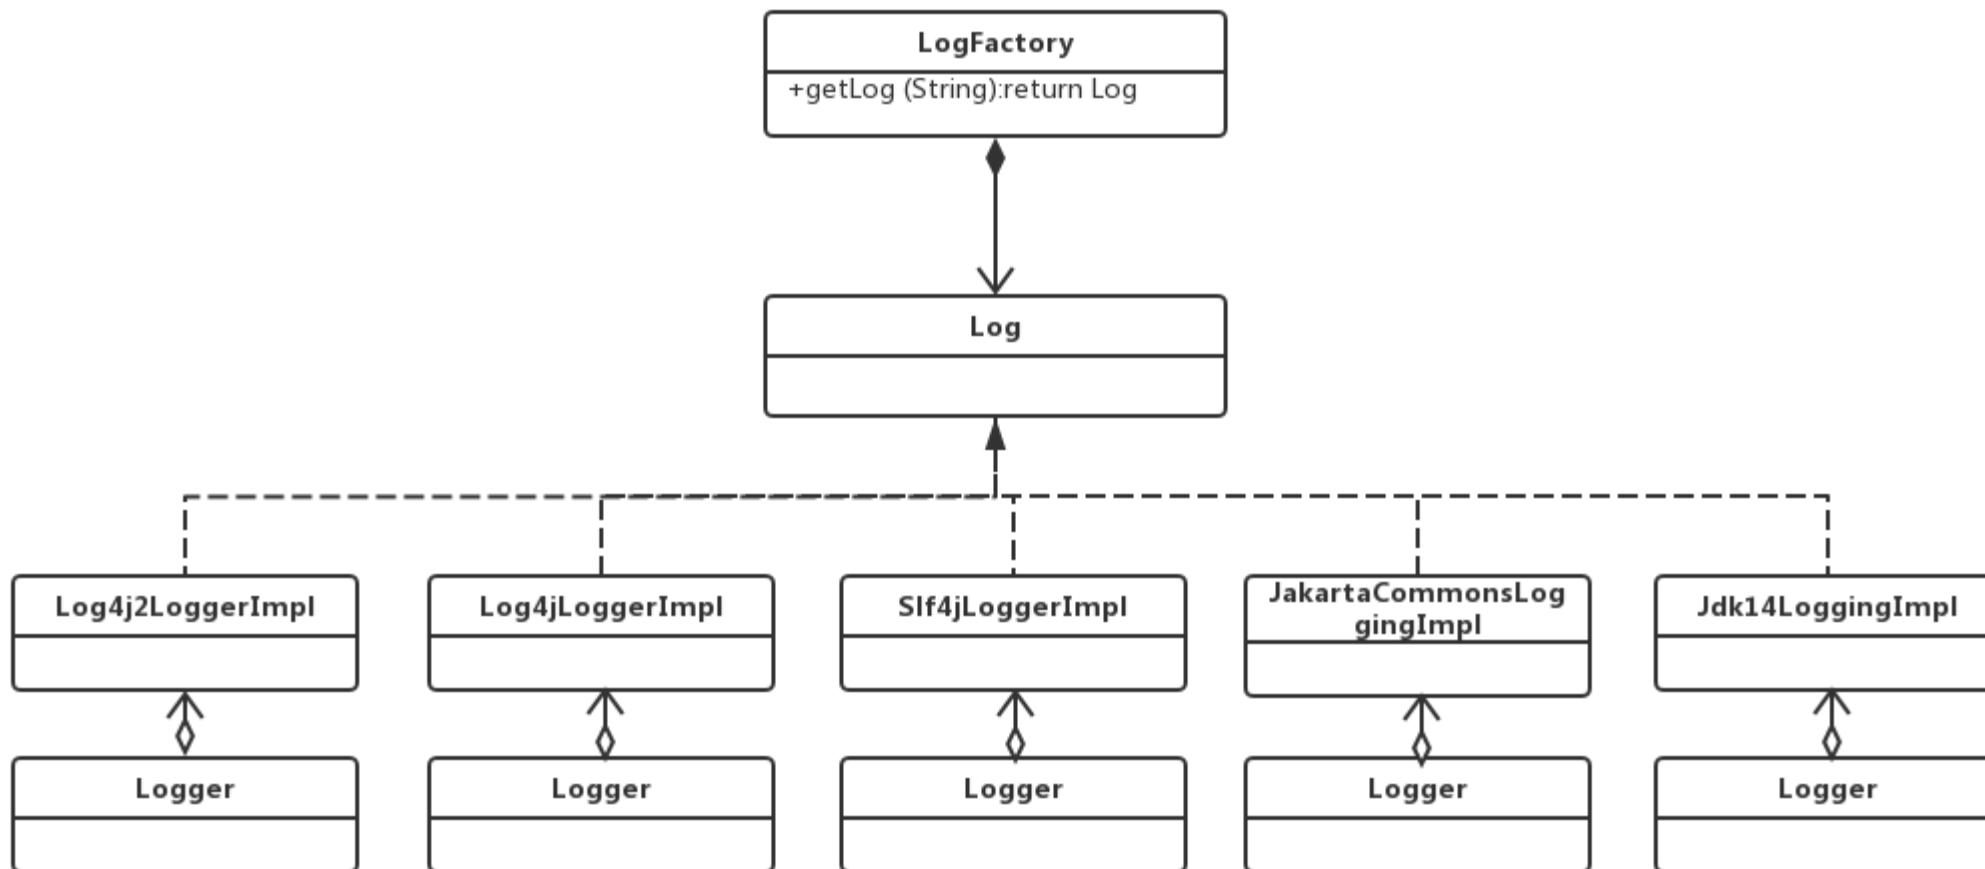 LogFactory
+getLog (String):return Log
Log
Log4j2LoggerImpl
Log4jLoggerImpl
Slf4jLoggerImpl
JakartaCommonsLog
gingImpl
Jdk14LoggingImpl
Logger
Logger
Logger
Logger
Logger